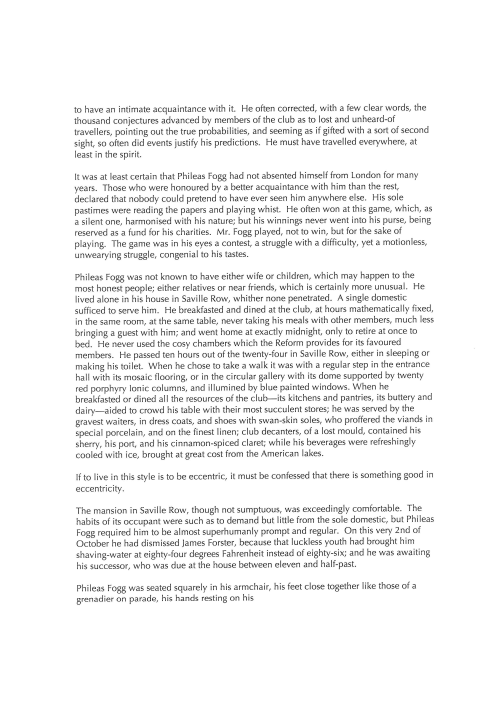 to have an intimate acquaintance with it. He often corrected, with a few clear words, the
thousand conjectures advanced by members of the club as to lost and unheard-of
travellers, pointing out the true probabilities, and seeming as if gifted with a sort of second
sight, so often did events justify his predictions. He must have travelled everywhere, at
least in the spirit.

It was at least certain that Phileas Fogg had not absented himself from London for many
years. Those who were honoured by a better acquaintance with him than the rest,
declared that nobody could pretend to have ever seen him anywhere else. His sole
pastimes were reading the papers and playing whist. He often won at this game, which, as
a silent one, harmonised with his nature; but his winnings never went into his purse, being
reserved as a fund for his charities. Mr. Fogg played, not to win, but for the sake of
playing. The game was in his eyes a contest, a struggle with a difficulty, yet a motionless,
unwearying struggle, congenial to his tastes.

Phileas Fogg was not known to have either wife or children, which may happen to the
most honest people; either relatives or near friends, which is certainly more unusual. He
lived alone in his house in Saville Row, whither none penetrated. A single domestic
sufficed to serve him. He breakfasted and dined at the club, at hours mathematically fixed,
in the same room, at the same table, never taking his meals with other members, much less
bringing a guest with him; and went home at exactly midnight, only to retire at once to
bed. He never used the cosy chambers which the Reform provides for its favoured
members. He passed ten hours out of the twenty-four in Saville Row, either in sleeping or
making his toilet. When he chose to take a walk it was with a regular step in the entrance
hall with its mosaic flooring, or in the circular gallery with its dome supported by twenty
red porphyry Ionic columns, and illumined by blue painted windows. When he
breakfasted or dined all the resources of the club—its kitchens and pantries, its buttery and
dairy—aided to crowd his table with their most succulent stores; he was served by the
gravest waiters, in dress coats, and shoes with swan-skin soles, who proffered the viands in
special porcelain, and on the finest linen; club decanters, of a lost mould, contained his
sherry, his port, and his cinnamon-spiced claret; while his beverages were refreshingly
cooled with ice, brought at great cost from the American lakes.

If to live in this style is to be eccentric, it must be confessed that there is something good in
eccentricity.

The mansion in Saville Row, though not sumptuous, was exceedingly comfortable. The
habits of its occupant were such as to demand but little from the sole domestic, but Phileas
Fogg required him to be almost superhumanly prompt and regular. On this very 2nd of
October he had dismissed James Forster, because that luckless youth had brought him
shaving-water at eighty-four degrees Fahrenheit instead of eighty-six; and he was awaiting
his successor, who was due at the house between eleven and half-past.

Phileas Fogg was seated squarely in his armchair, his feet close together like those of a
grenadier on parade, his hands resting on his